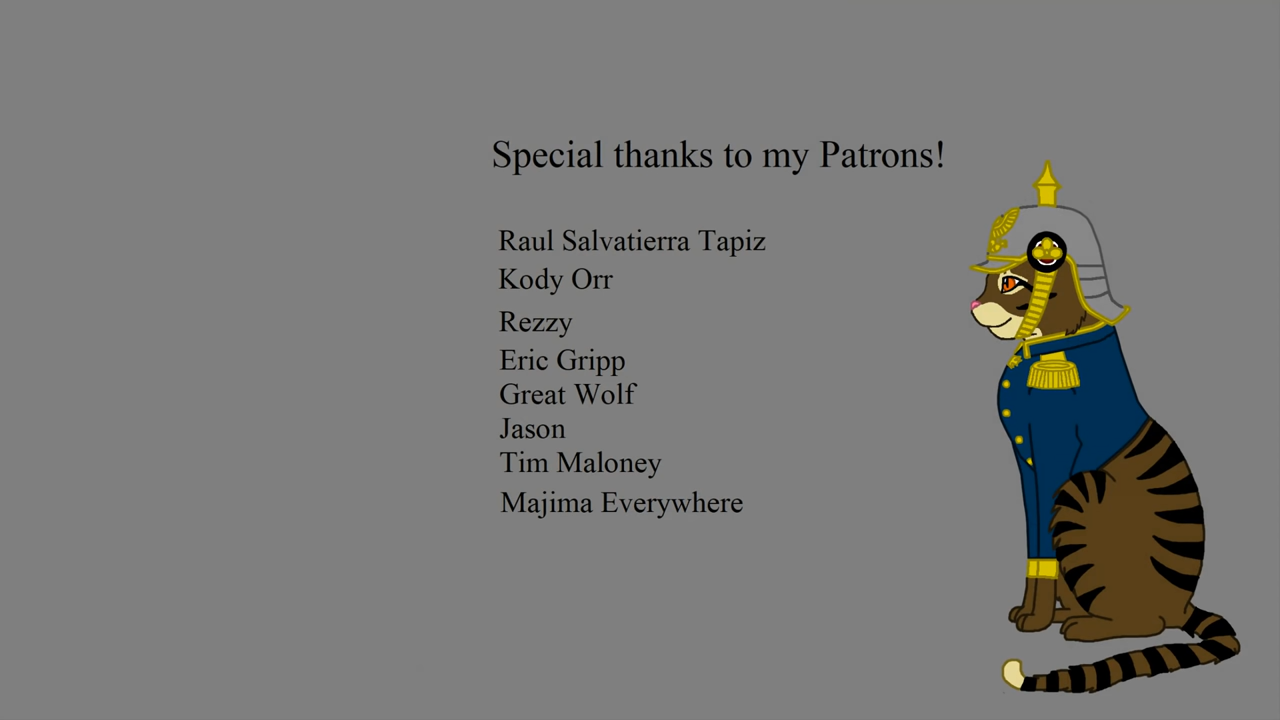 Special thanks to my Patrons!
Raul Salvatierra Tapiz
Kody Orr
Rezzy
Eric Gripp
Great Wolf
Jason
Tim Maloney
Majima Everywhere